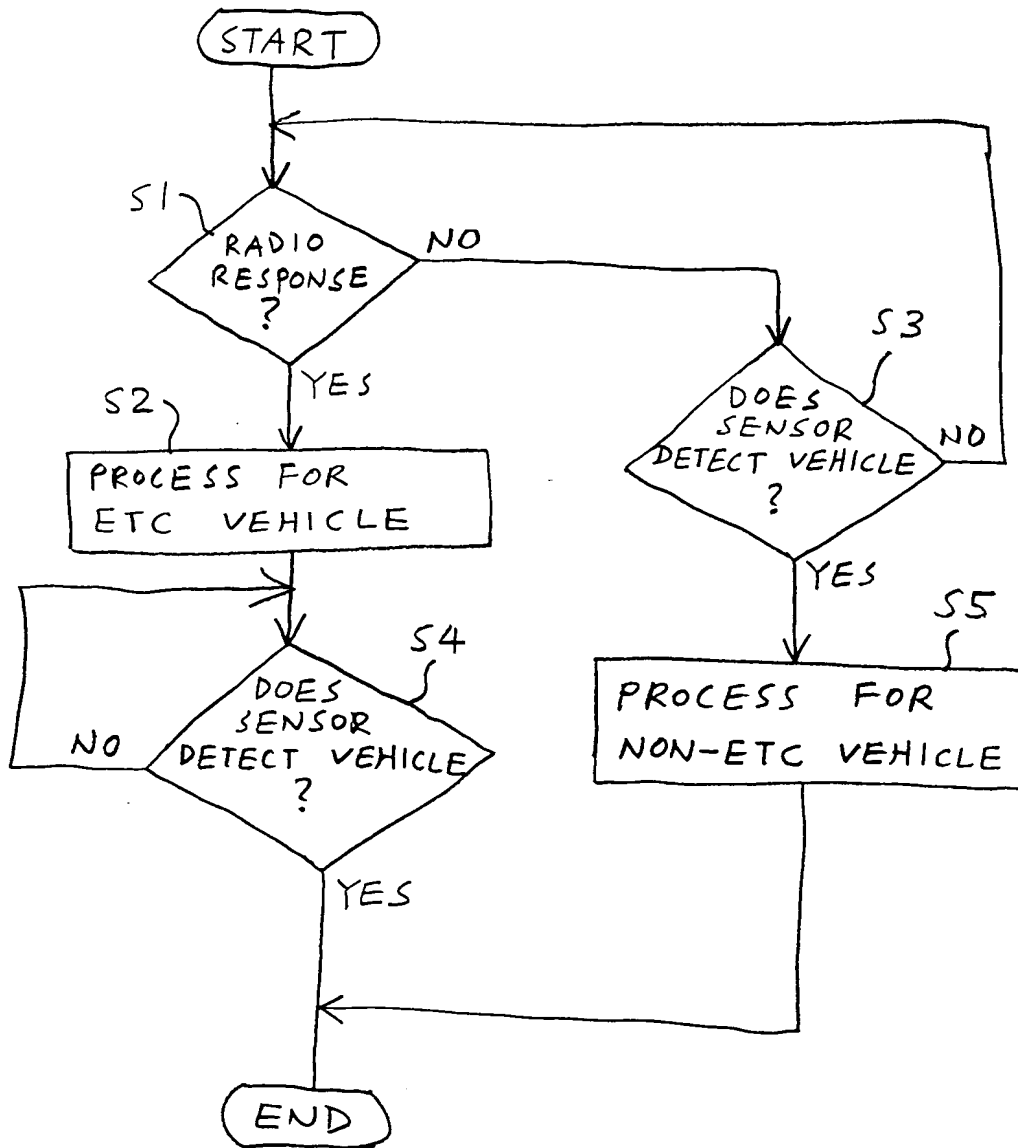 START
S1
RADIO
RESPONSE
?
NO
YES
S2
PROCESS FOR
ETC VEHICLE
S3
DOES
SENSOR
DETECT VEHICLE
?
NO
YES
S4
DOES
SENSOR
DETECT VEHICLE
?
NO
YES
S5
PROCESS FOR
NON-ETC VEHICLE
END